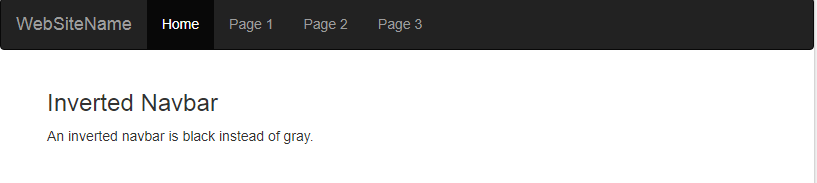 WebSiteName Home Page 1 Page 2 Page 3
Inverted Navbar
An inverted navbar is black instead of gray.